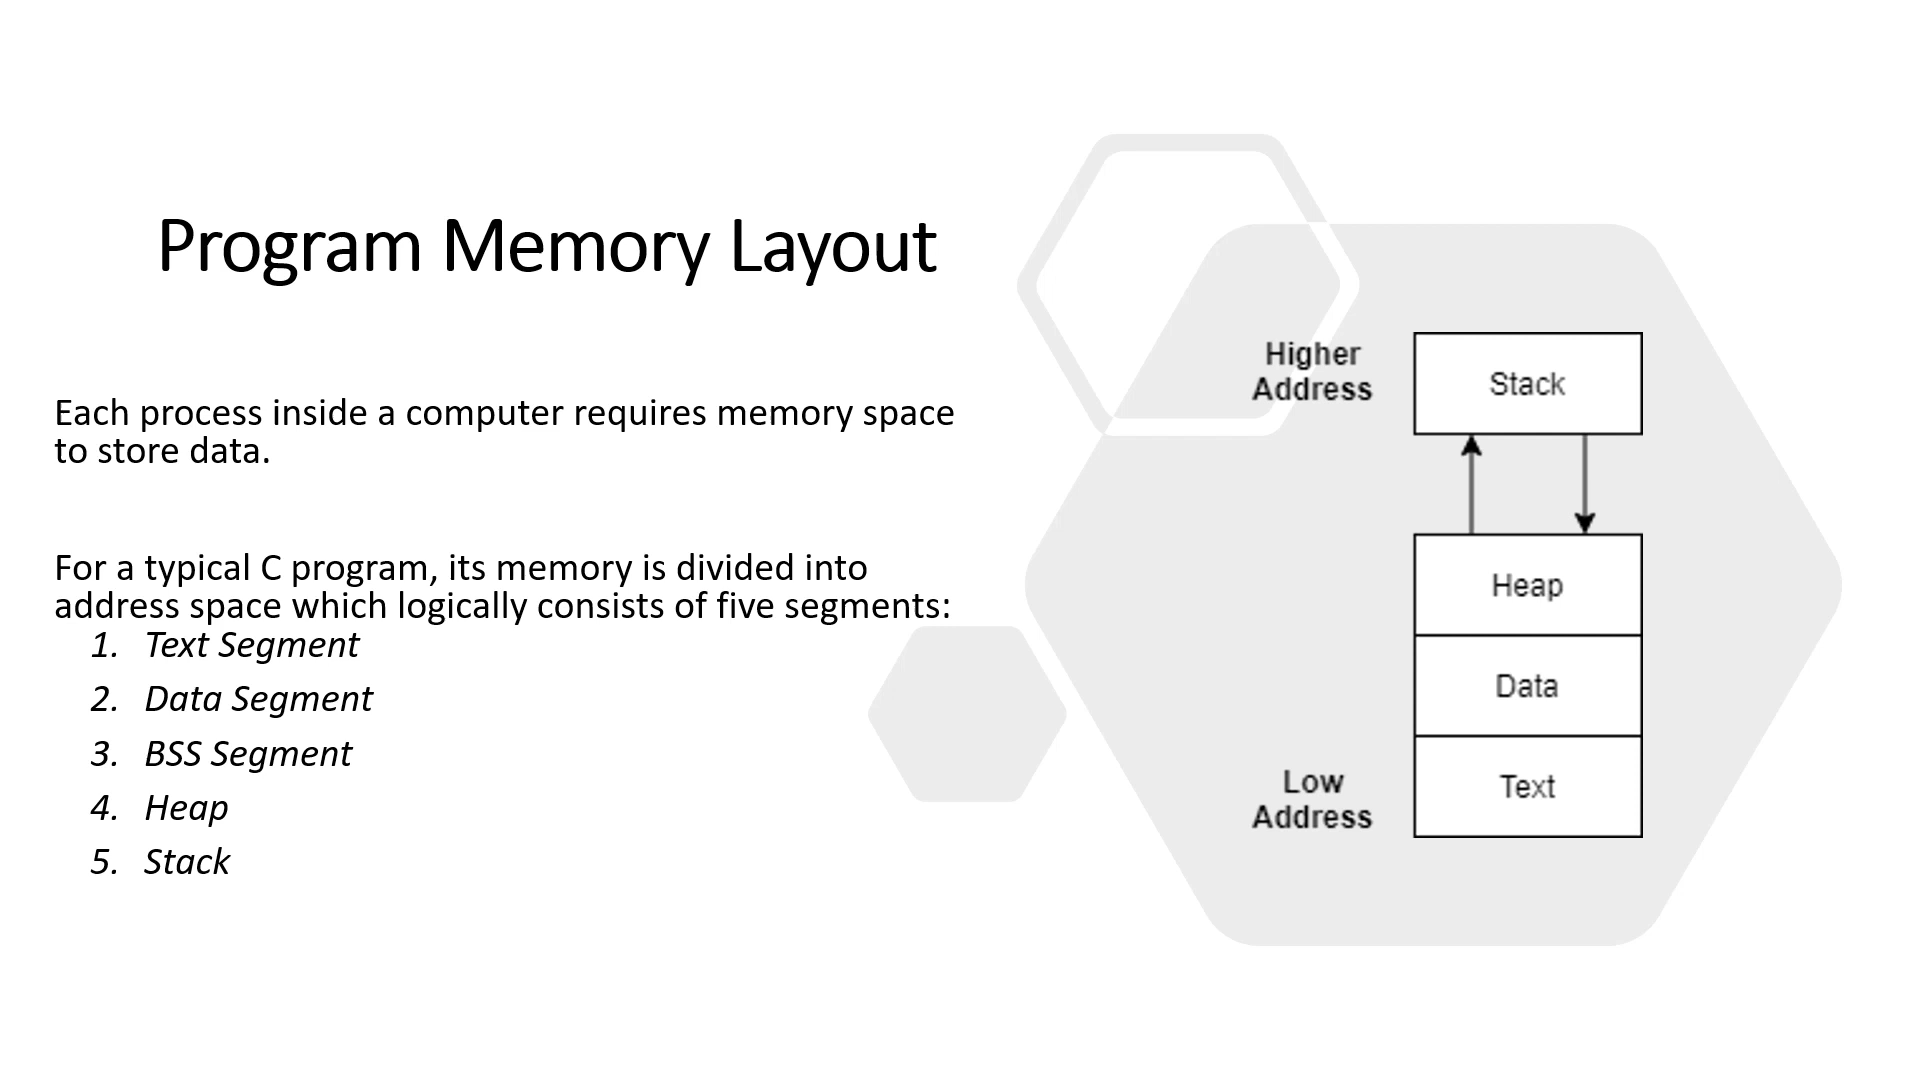 Program Memory Layout
Each process inside a computer requires memory space
to store data.
For a typical C program, its memory is divided into
address space which logically consists of five segments:
1. Text Segment
2. Data Segment
3. BSS Segment
4. Heap
5. Stack
Higher
Address
Stack
Heap
Data
Low
Address
Text